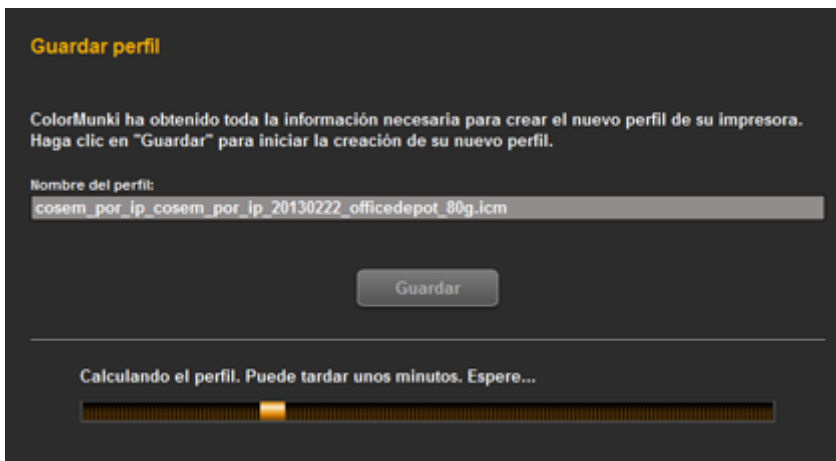 Guardar perfil
ColorMunki ha obtenido toda la información necesaria para crear el nuevo perfil de su impresora.
Haga clic en "Guardar" para iniciar la creación de su nuevo perfil.
Nombre del perfil:
cosem_por_ip_cosem_por_ip_20130222_officedepot_80g.icm
Guardar
Calculando el perfil. Puede tardar unos minutos. Espere...